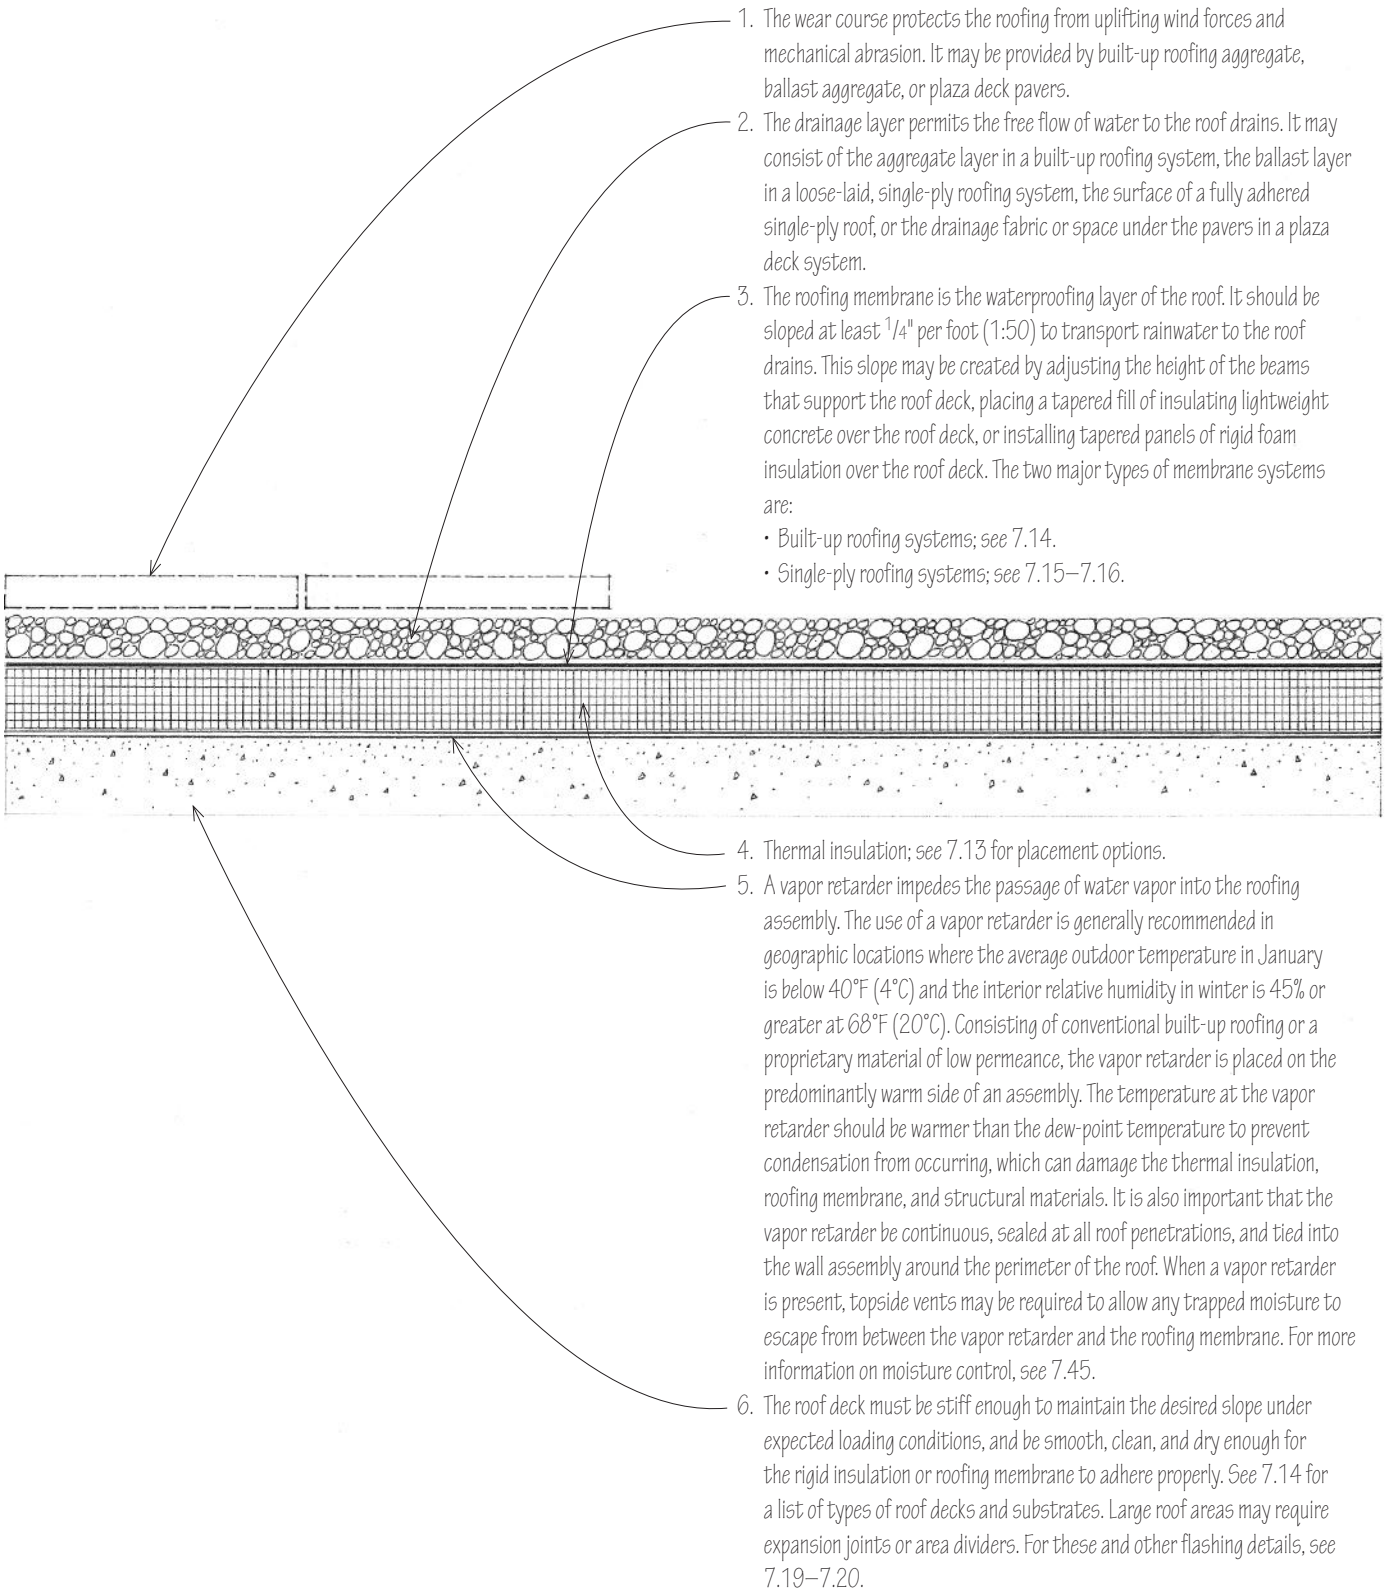 1. The wear course protects the roofing from uplifting wind forces and
mechanical abrasion. It may be provided by built-up roofing aggregate,
ballast aggregate, or plaza deck pavers.
2. The drainage layer permits the free flow of water to the roof drains. It may
consist of the aggregate layer in a built-up roofing system, the ballast layer
in a loose-laid, single-ply roofing system, the surface of a fully adhered
single-ply roof, or the drainage fabric or space under the pavers in a plaza
deck system.
3. The roofing membrane is the waterproofing layer of the roof. It should be
sloped at least 1/4" per foot (1:50) to transport rainwater to the roof
drains. This slope may be created by adjusting the height of the beams
that support the roof deck, placing a tapered fill of insulating lightweight
concrete over the roof deck, or installing tapered panels of rigid foam
insulation over the roof deck. The two major types of membrane systems
are:
• Built-up roofing systems; see 7.14.
• Single-ply roofing systems; see 7.15–7.16.
4. Thermal insulation; see 7.13 for placement options.
5. A vapor retarder impedes the passage of water vapor into the roofing
assembly. The use of a vapor retarder is generally recommended in
geographic locations where the average outdoor temperature in January
is below 40°F (4°C) and the interior relative humidity in winter is 45% or
greater at 68°F (20°C). Consisting of conventional built-up roofing or a
proprietary material of low permeance, the vapor retarder is placed on the
predominantly warm side of an assembly. The temperature at the vapor
retarder should be warmer than the dew-point temperature to prevent
condensation from occurring, which can damage the thermal insulation,
roofing membrane, and structural materials. It is also important that the
vapor retarder be continuous, sealed at all roof penetrations, and tied into
the wall assembly around the perimeter of the roof. When a vapor retarder
is present, topside vents may be required to allow any trapped moisture to
escape from between the vapor retarder and the roofing membrane. For more
information on moisture control, see 7.45.
6. The roof deck must be stiff enough to maintain the desired slope under
expected loading conditions, and be smooth, clean, and dry enough for
the rigid insulation or roofing membrane to adhere properly. See 7.14 for
a list of types of roof decks and substrates. Large roof areas may require
expansion joints or area dividers. For these and other flashing details, see
7.19–7.20.